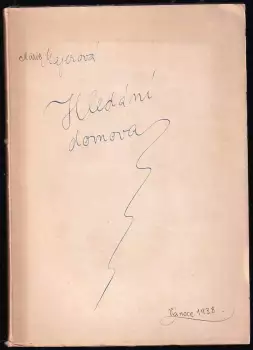 Marie Majerová
Hledání
domova
Vánoce 1938